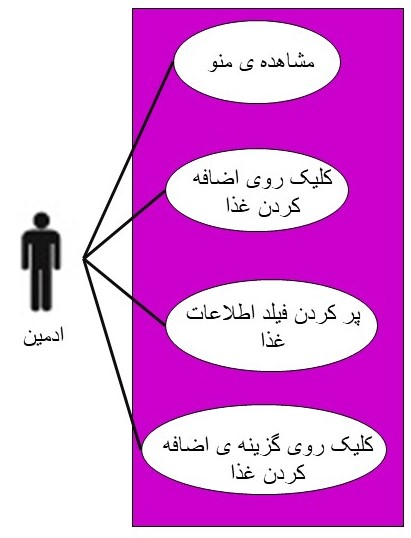 مشاهده ی منو
کلیک روی اضافه
کردن غذا
پر کردن فیلد اطلاعات
غذا
کلیک روی گزینه ی اضافه
کردن غذا
ادمین